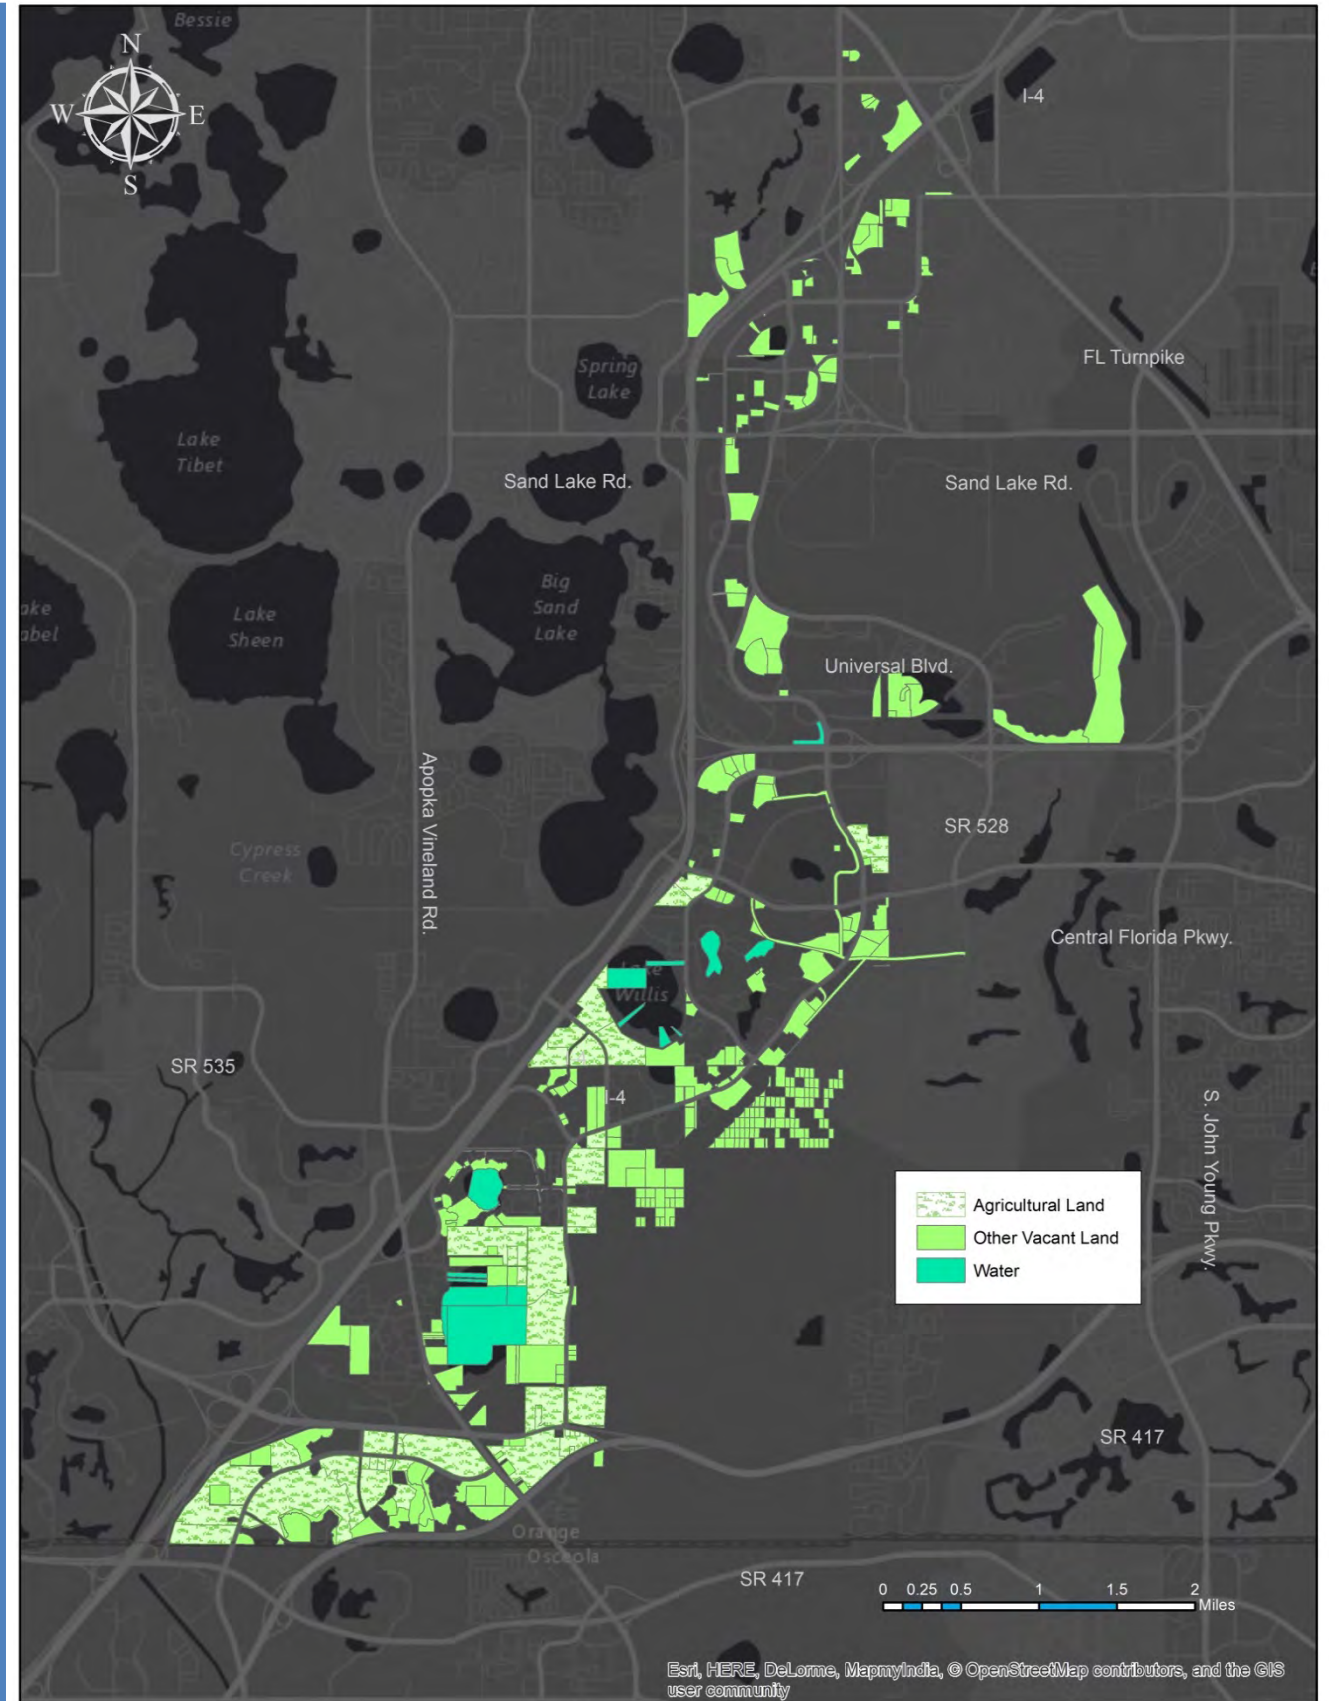 Bessie
N
W
E
S
I-4
FL Turnpike
Spring
Lake
Lake
Tibet
Sand Lake Rd.
Sand Lake Rd.
Big
Sand
Lake
Lake
Sheen
Universal Blvd.
Apopka Vineland Rd.
SR 528
Cypress
Creek
Central Florida Pkwy.
Lake
Willis
SR 535
I-4
S. John Young Pkwy.
Agricultural Land
Other Vacant Land
Water
SR 417
Orange
Osceola
SR 417
0 0.25 0.5 1 1.5 2
Miles
Esri, HERE, DeLorme, MapmyIndia, © OpenStreetMap contributors, and the GIS
user community